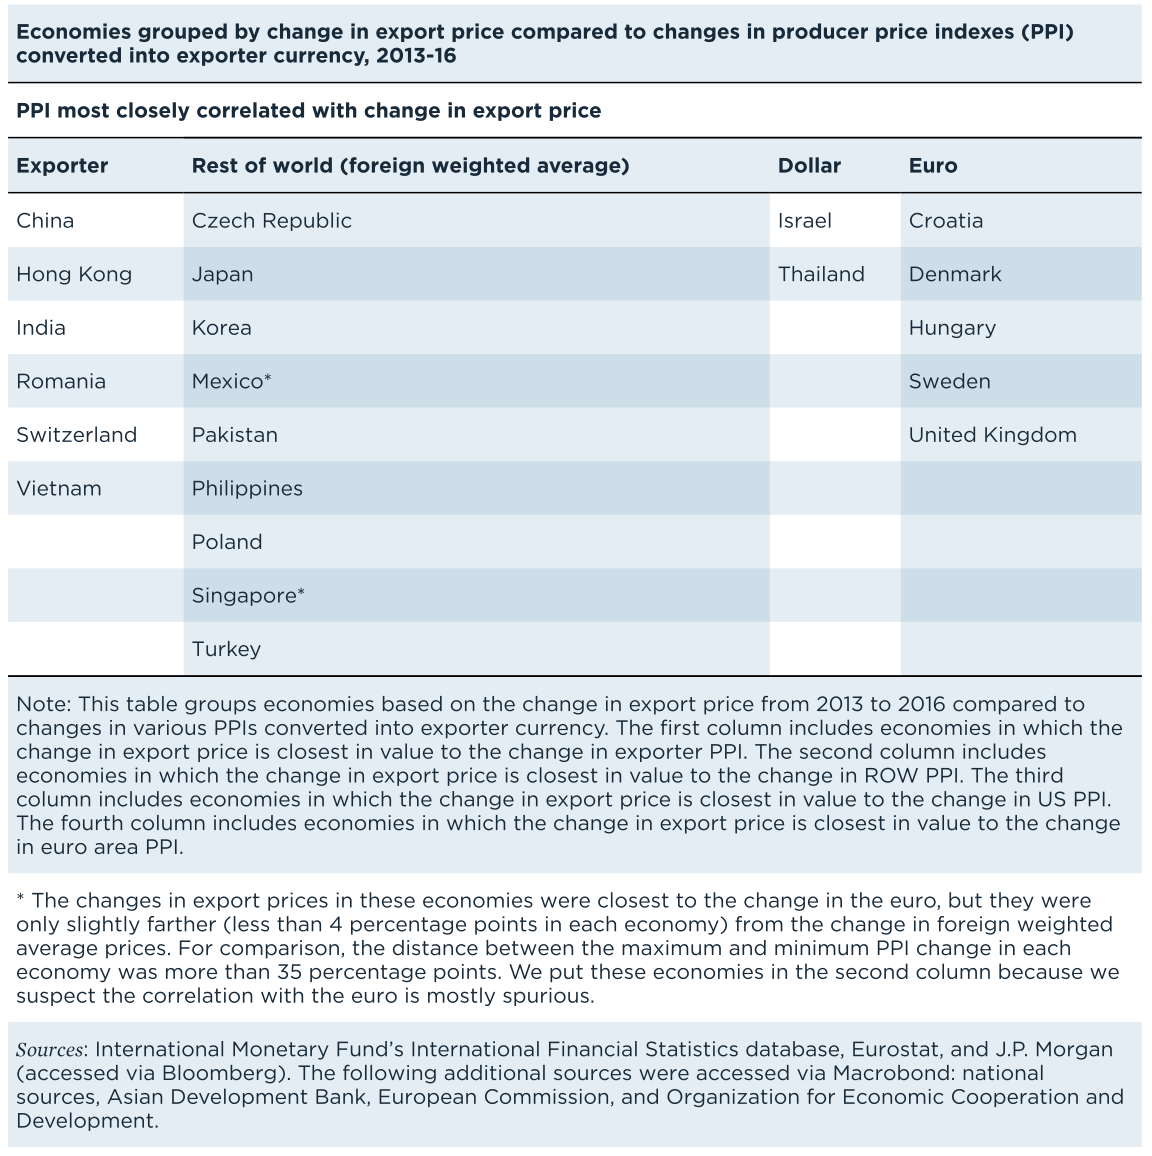 Economies grouped by change in export price compared to changes in producer price indexes (PPI)
converted into exporter currency, 2013-16
PPI most closely correlated with change in export price
Exporter Rest of world (foreign weighted average) Dollar Euro
China Czech Republic Israel Croatia
Hong Kong Japan Thailand Denmark
India Korea Hungary
Romania Mexico* Sweden
Switzerland Pakistan United Kingdom
Vietnam Philippines
Poland
Singapore*
Turkey
Note: This table groups economies based on the change in export price from 2013 to 2016 compared to
changes in various PPIs converted into exporter currency. The first column includes economies in which the
change in export price is closest in value to the change in exporter PPI. The second column includes
economies in which the change in export price is closest in value to the change in ROW PPI. The third
column includes economies in which the change in export price is closest in value to the change in US PPI.
The fourth column includes economies in which the change in export price is closest in value to the change
in euro area PPI.
* The changes in export prices in these economies were closest to the change in the euro, but they were
only slightly farther (less than 4 percentage points in each economy) from the change in foreign weighted
average prices. For comparison, the distance between the maximum and minimum PPI change in each
economy was more than 35 percentage points. We put these economies in the second column because we
suspect the correlation with the euro is mostly spurious.
Sources: International Monetary Fund’s International Financial Statistics database, Eurostat, and J.P. Morgan
(accessed via Bloomberg). The following additional sources were accessed via Macrobond: national
sources, Asian Development Bank, European Commission, and Organization for Economic Cooperation and
Development.